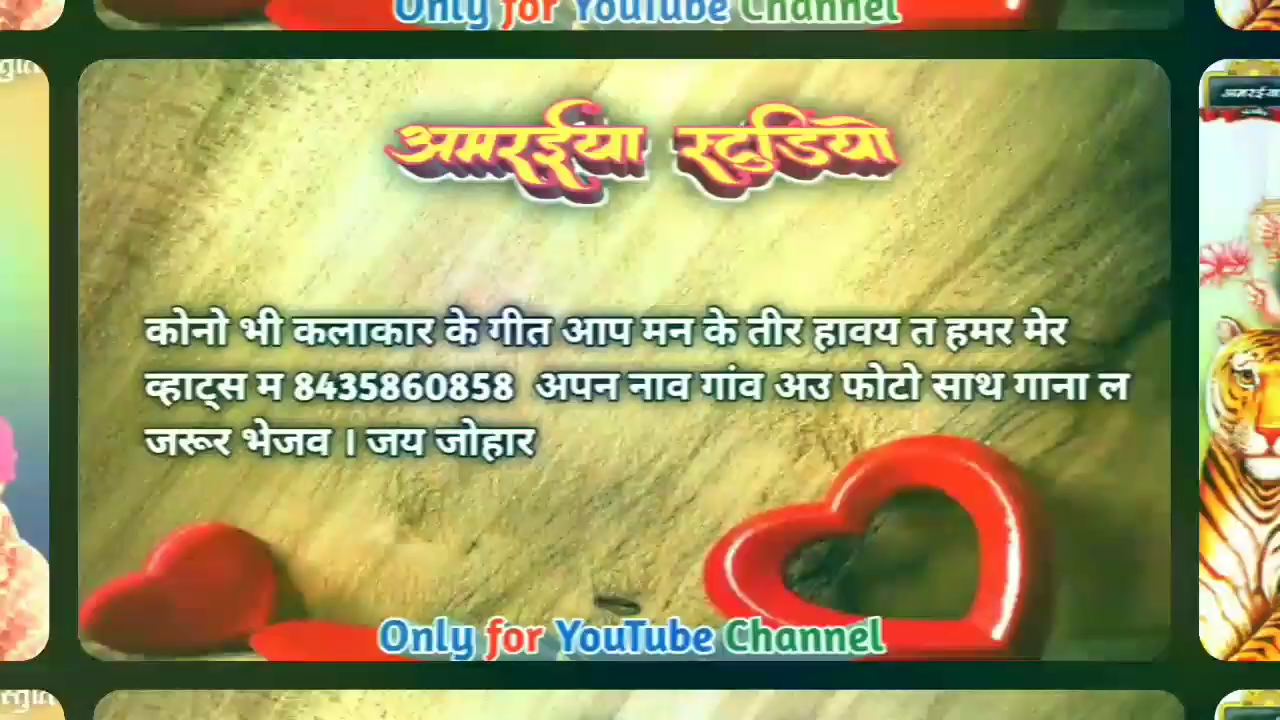 Only for YouTube Channel
अमरईया स्टुडियो
कोनो भी कलाकार के गीत आप मन के तीर हावय त हमर मेर
व्हाट्स म 8435860858 अपन नाव गांव अउ फोटो साथ गाना ल
जरूर भेजव । जय जोहार
Only for YouTube Channel